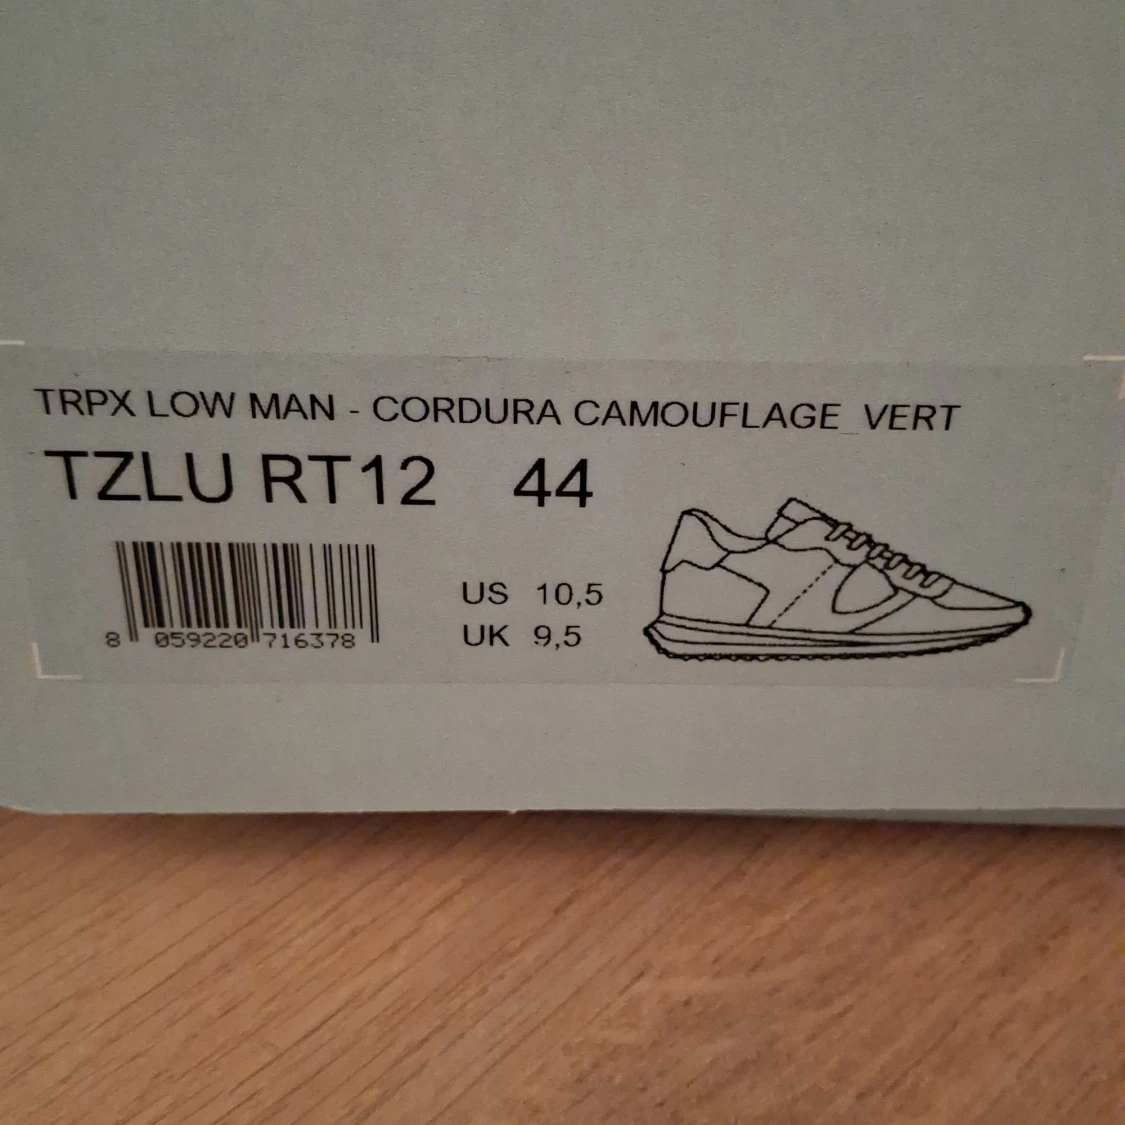 TRPX LOW MAN - CORDURA CAMOUFLAGE_VERT
TZLU RT12 44
US 10,5
UK 9,5
8 059220 716378